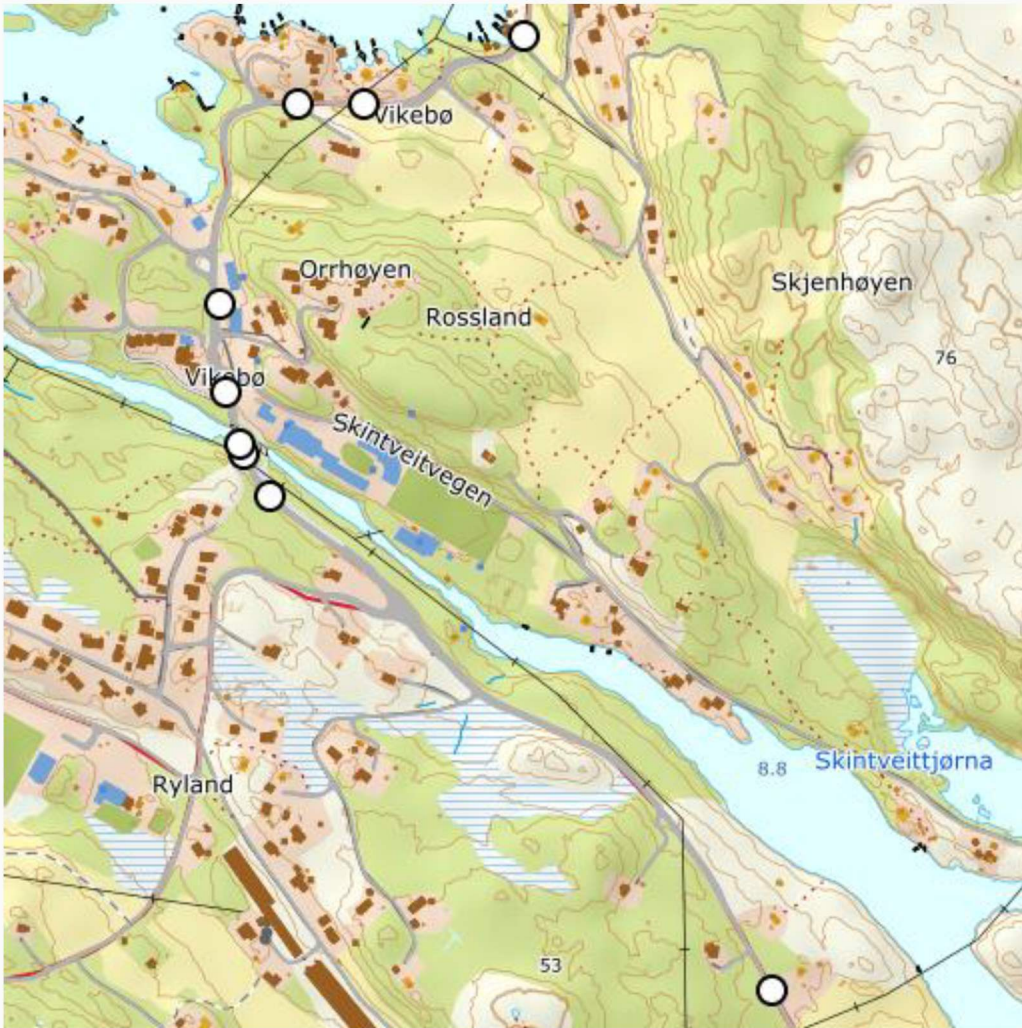 Vikebø
Orrhøyen
Skjenhøyen
Rossland
76
Vikebø
Skintveitvegen
Skintveittjørna
8.8
Ryland
53